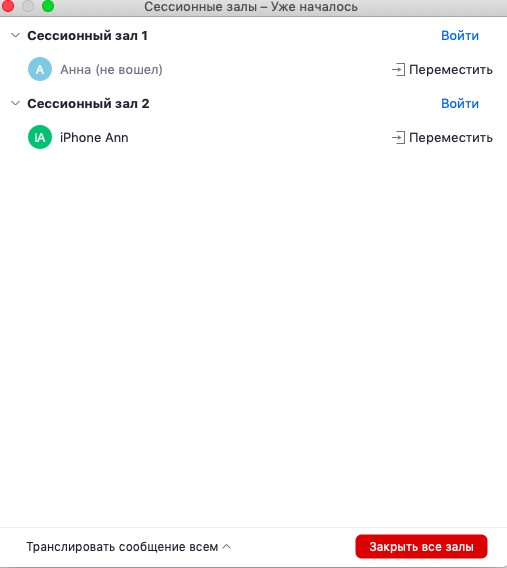 Сессионные залы – Уже началось
Сессионный зал 1 Войти
А Анна (не вошел) Переместить
Сессионный зал 2 Войти
iA iPhone Ann Переместить
Транслировать сообщение всем Закрыть все залы